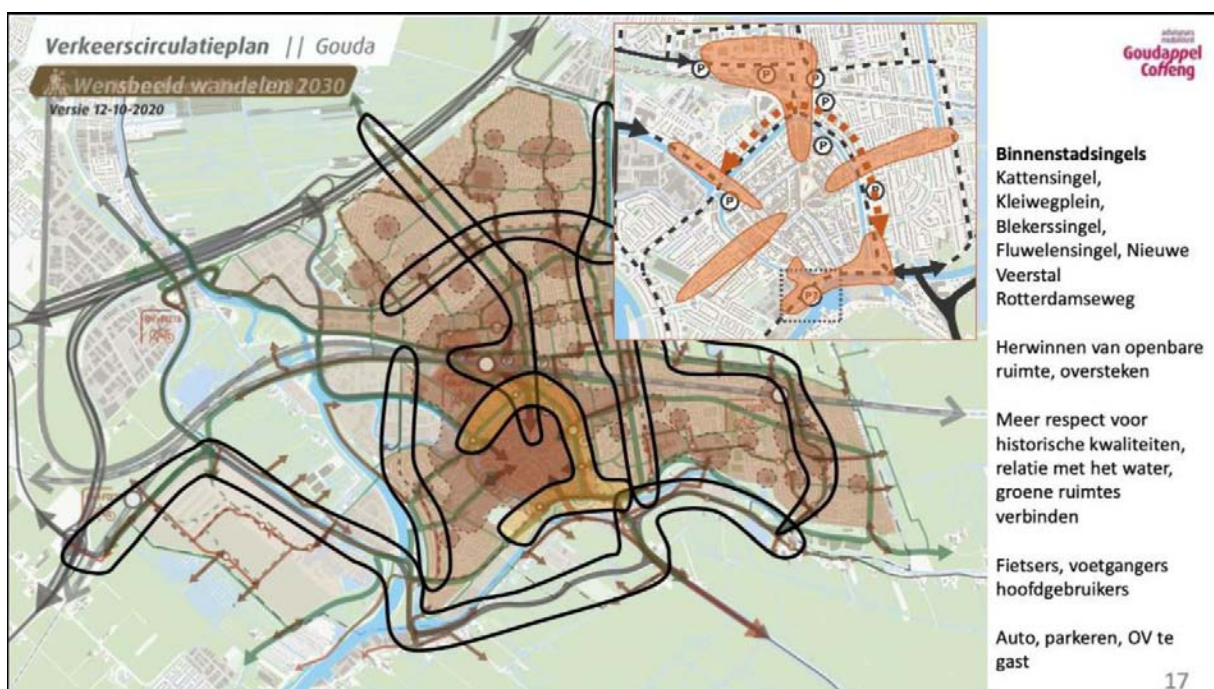 Verkeerscirculatieplan || Gouda
Wensbeeld wandelen 2030
Versie 12-10-2020
P
P
P
P
P
P
P
P?
adviseurs
mobiliteit
Goudappel
Coffeng
Binnenstadsingels
Kattensingel,
Kleiwegplein,
Blekerssingel,
Fluwelensingel, Nieuwe
Veerstal
Rotterdamseweg
Herwinnen van openbare
ruimte, oversteken
Meer respect voor
historische kwaliteiten,
relatie met het water,
groene ruimtes
verbinden
Fietsers, voetgangers
hoofdgebruikers
Auto, parkeren, OV te
gast
17